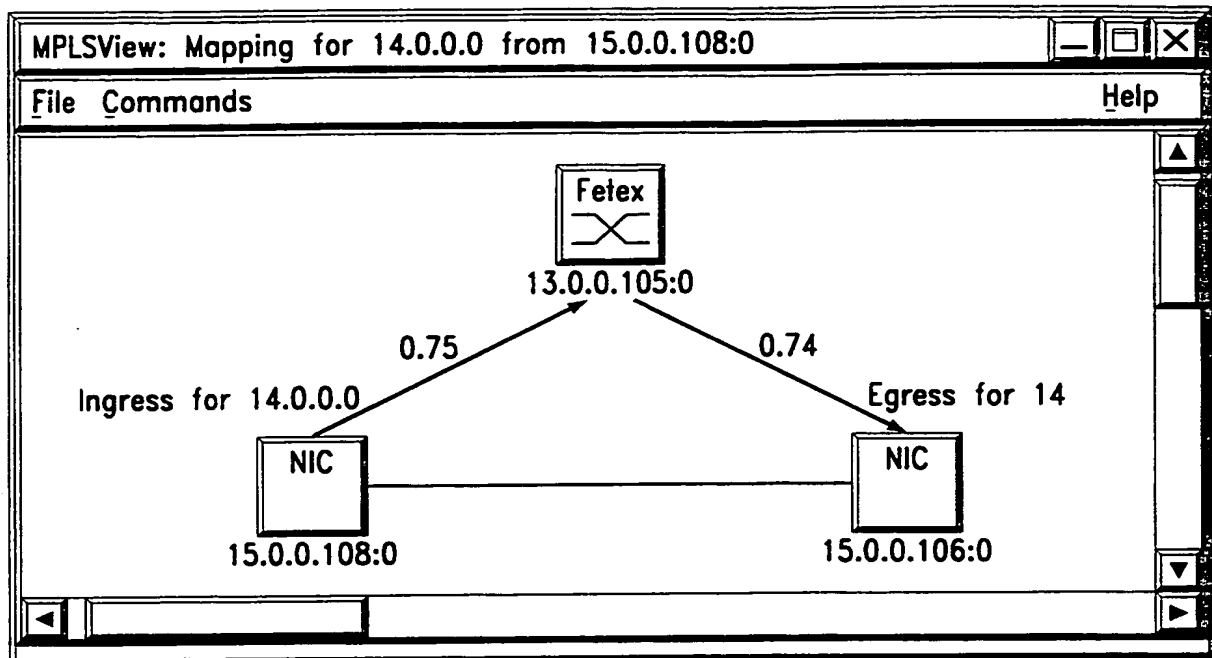 MPLSView: Mapping for 14.0.0.0 from 15.0.0.108:0
File Commands Help
Fetex
13.0.0.105:0
0.75 0.74
Ingress for 14.0.0.0 Egress for 14
NIC NIC
15.0.0.108:0 15.0.0.106:0